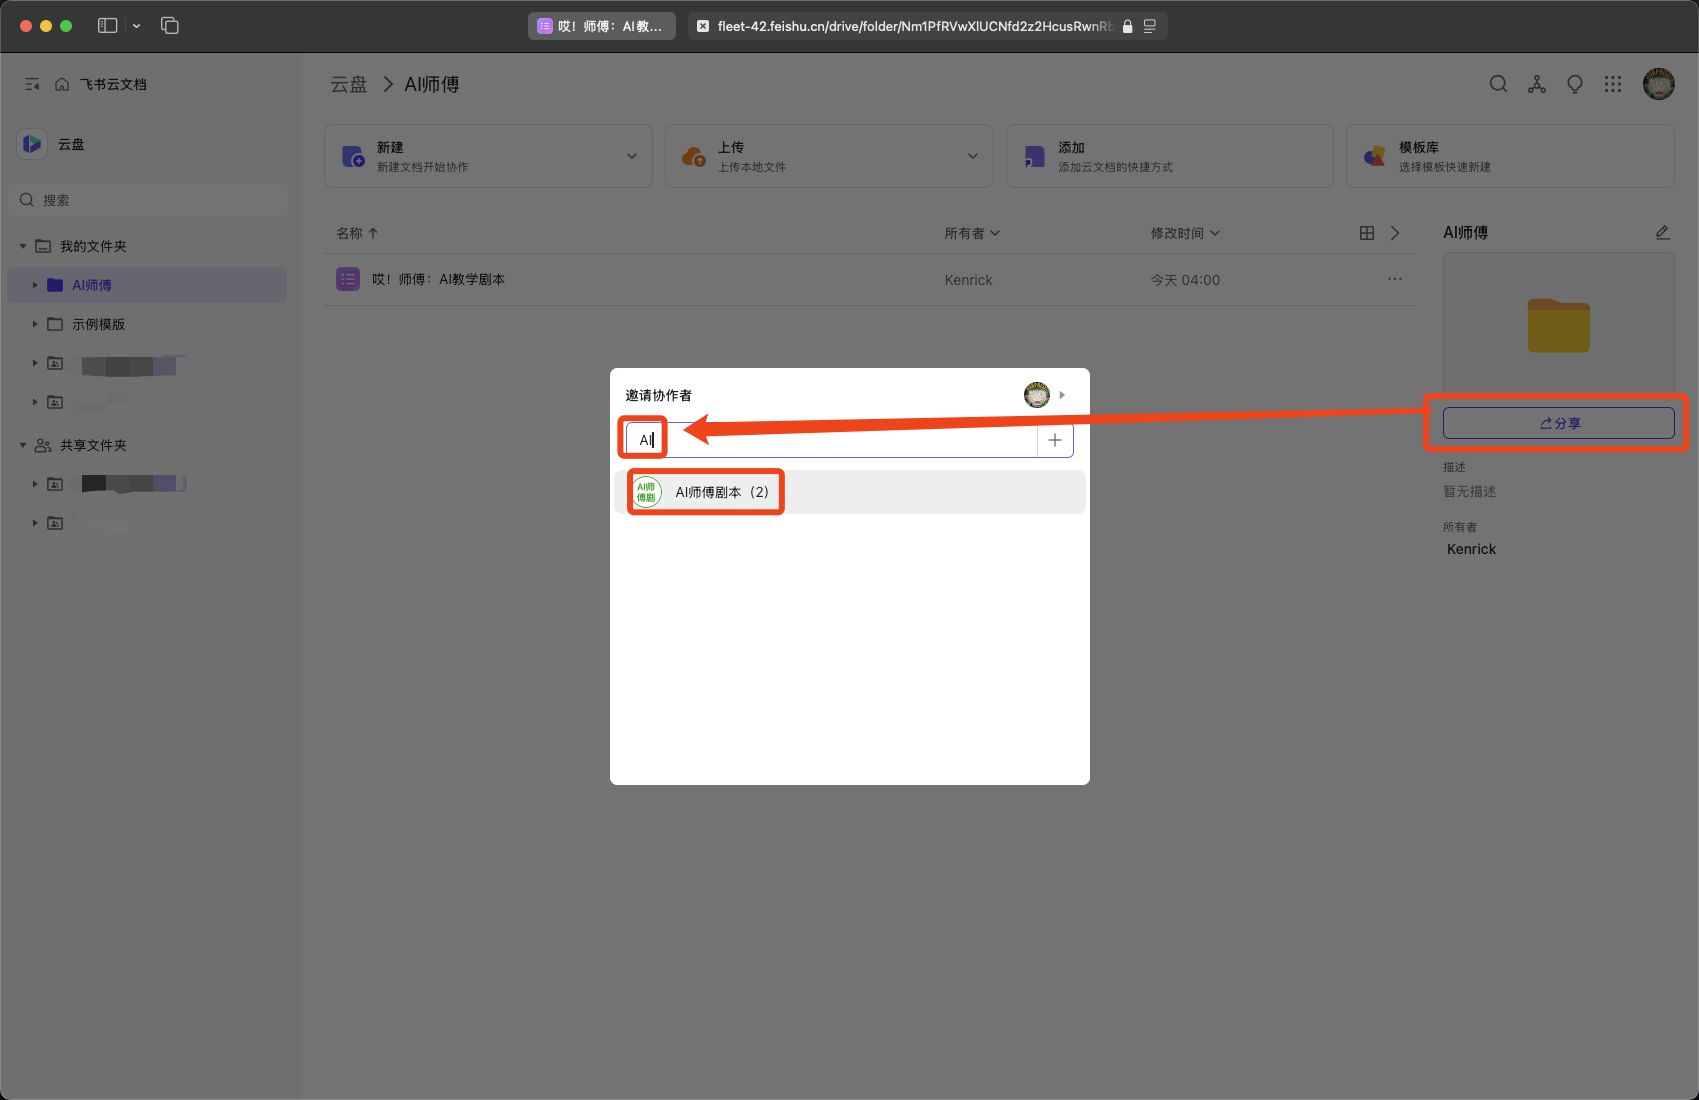 哎！师傅：AI教...
fleet-42.feishu.cn/drive/folder/Nm1PfRVwXlUCNfd2z2HcusRwnRb
飞书云文档
云盘
搜索
我的文件夹
AI师傅
示例模版
共享文件夹
云盘 > AI师傅
新建
新建文档开始协作
上传
上传本地文件
添加
添加云文档的快捷方式
模板库
选择模板快速新建
名称
所有者
修改时间
哎！师傅：AI教学剧本
Kenrick
今天 04:00
邀请协作者
AI
AI师
傅剧
AI师傅剧本（2）
AI师傅
分享
描述
暂无描述
所有者
Kenrick